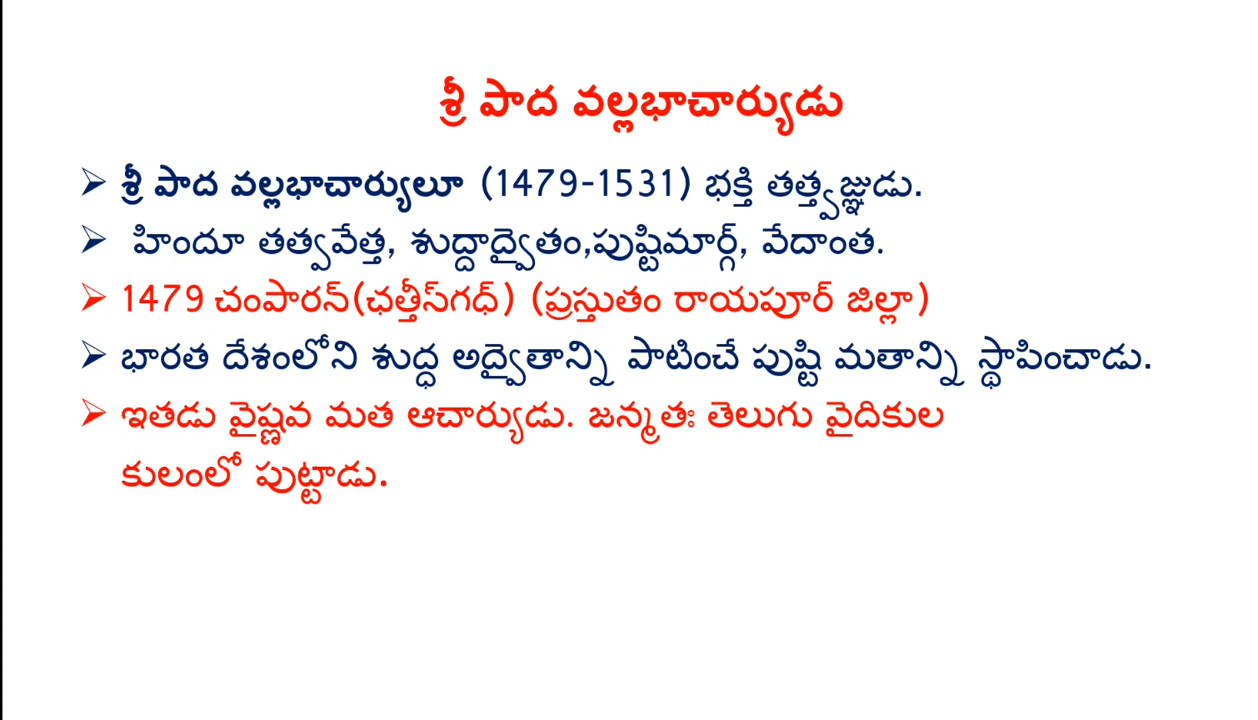 శ్రీ పాద వల్లభాచార్యుడు
➢ శ్రీ పాద వల్లభాచార్యులూ (1479-1531) భక్తి తత్త్వజ్ఞుడు.
➢ హిందూ తత్వవేత్త, శుద్దాద్వైతం,పుష్టిమార్గ్, వేదాంత.
➢ 1479 చంపారన్(ఛత్తీస్‌గధ్) (ప్రస్తుతం రాయపూర్ జిల్లా)
➢ భారత దేశంలోని శుద్ధ అద్వైతాన్ని పాటించే పుష్టి మతాన్ని స్థాపించాడు.
➢ ఇతడు వైష్ణవ మత ఆచార్యుడు. జన్మతః తెలుగు వైదికుల
కులంలో పుట్టాడు.